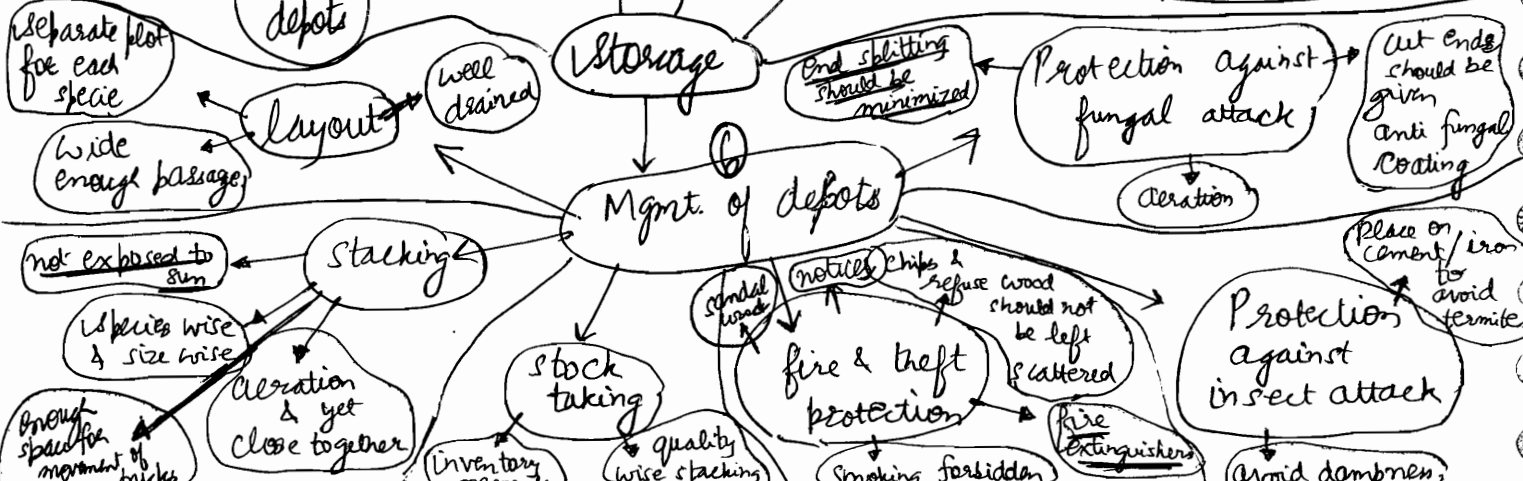 separate plot
for each
specie
depots
well
drained
layout
wide
enough passage
Storage
end splitting
should be
minimized
Protection against
fungal attack
cut ends
should be
given
anti fungal
coating
aeration
6
Mgmt. of depots
not exposed to
sun
stacking
species wise
& size wise
aeration
& yet
close together
enough
space for
movement of
stock
taking
inventory
quality
wise stacking
sandal
wood
notices
chips &
refuse wood
should not
be left
scattered
fire & theft
protection
fire
extinguishers
smoking forbidden
place on
cement/iron
to
avoid
termite
Protection
against
insect attack
avoid dampness